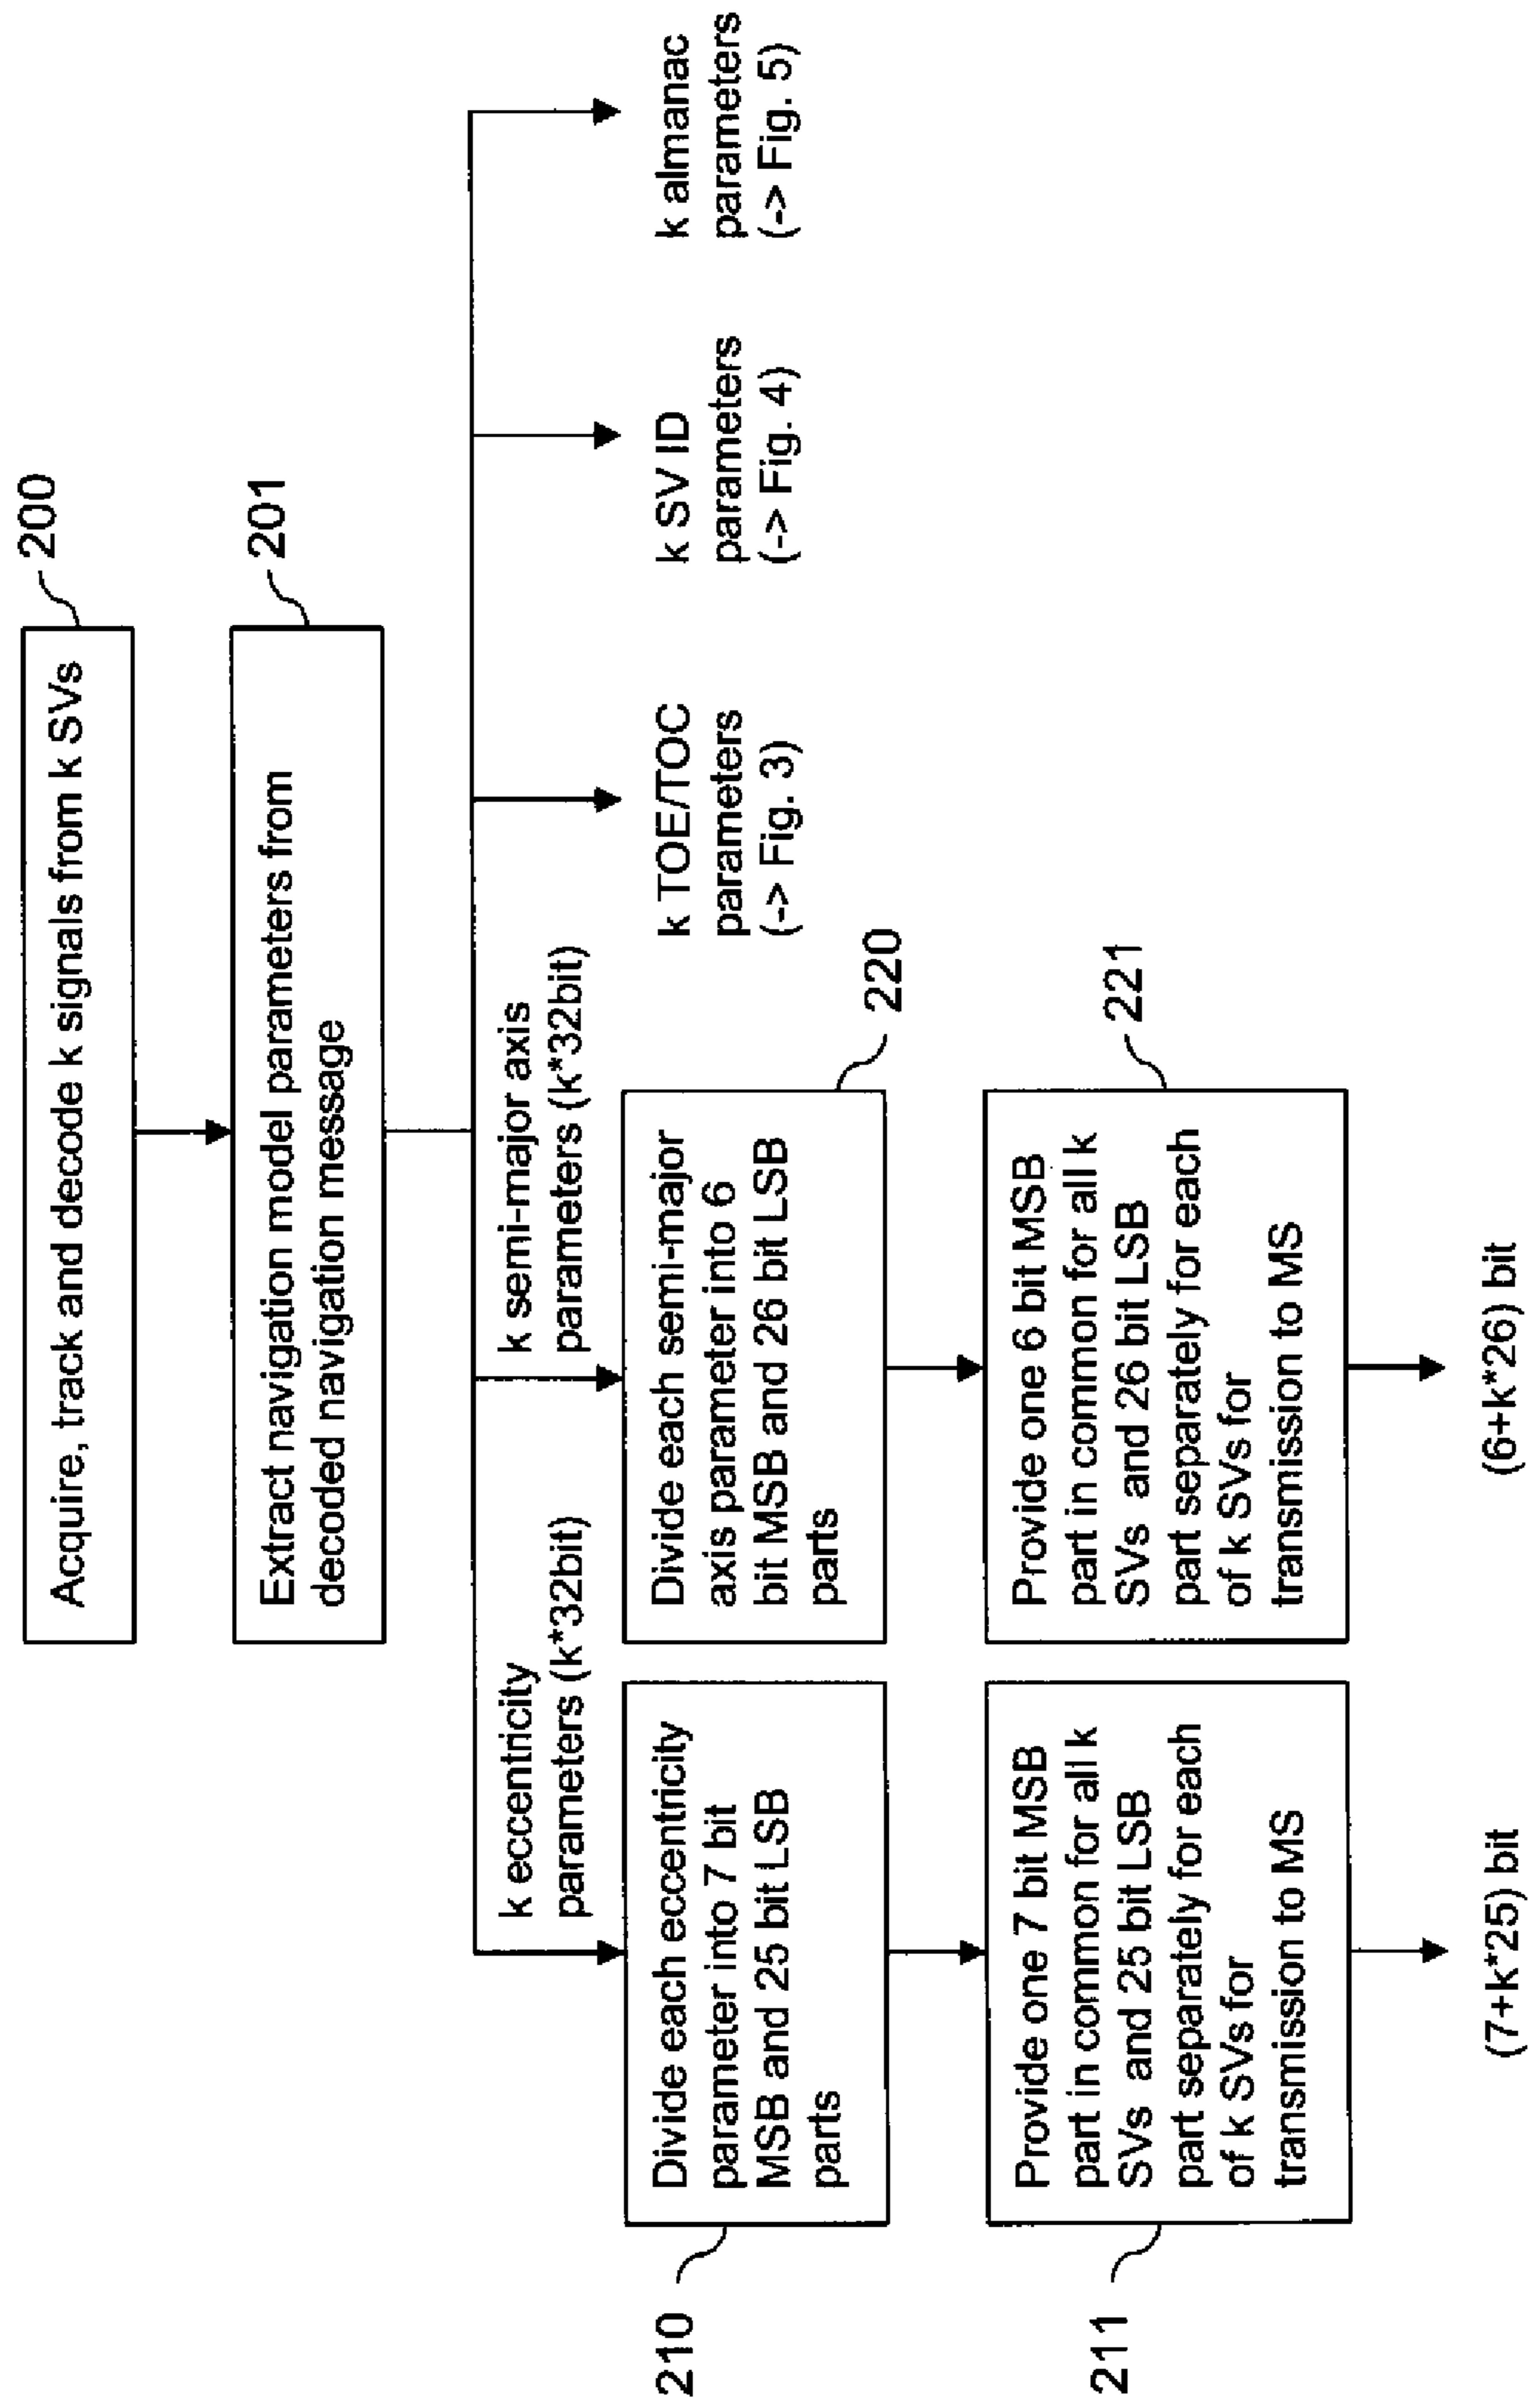 Acquire, track and decode k signals from k SVs
200
Extract navigation model parameters from
decoded navigation message
201
k eccentricity
parameters (k*32bit)
k semi-major axis
parameters (k*32bit)
k TOE/TOC
parameters
(-> Fig. 3)
k SV ID
parameters
(-> Fig. 4)
k almanac
parameters
(-> Fig. 5)
210
Divide each eccentricity
parameter into 7 bit
MSB and 25 bit LSB
parts
Divide each semi-major
axis parameter into 6
bit MSB and 26 bit LSB
parts
220
211
Provide one 7 bit MSB
part in common for all k
SVs and 25 bit LSB
part separately for each
of k SVs for
transmission to MS
Provide one 6 bit MSB
part in common for all k
SVs and 26 bit LSB
part separately for each
of k SVs for
transmission to MS
221
(7+k*25) bit
(6+k*26) bit